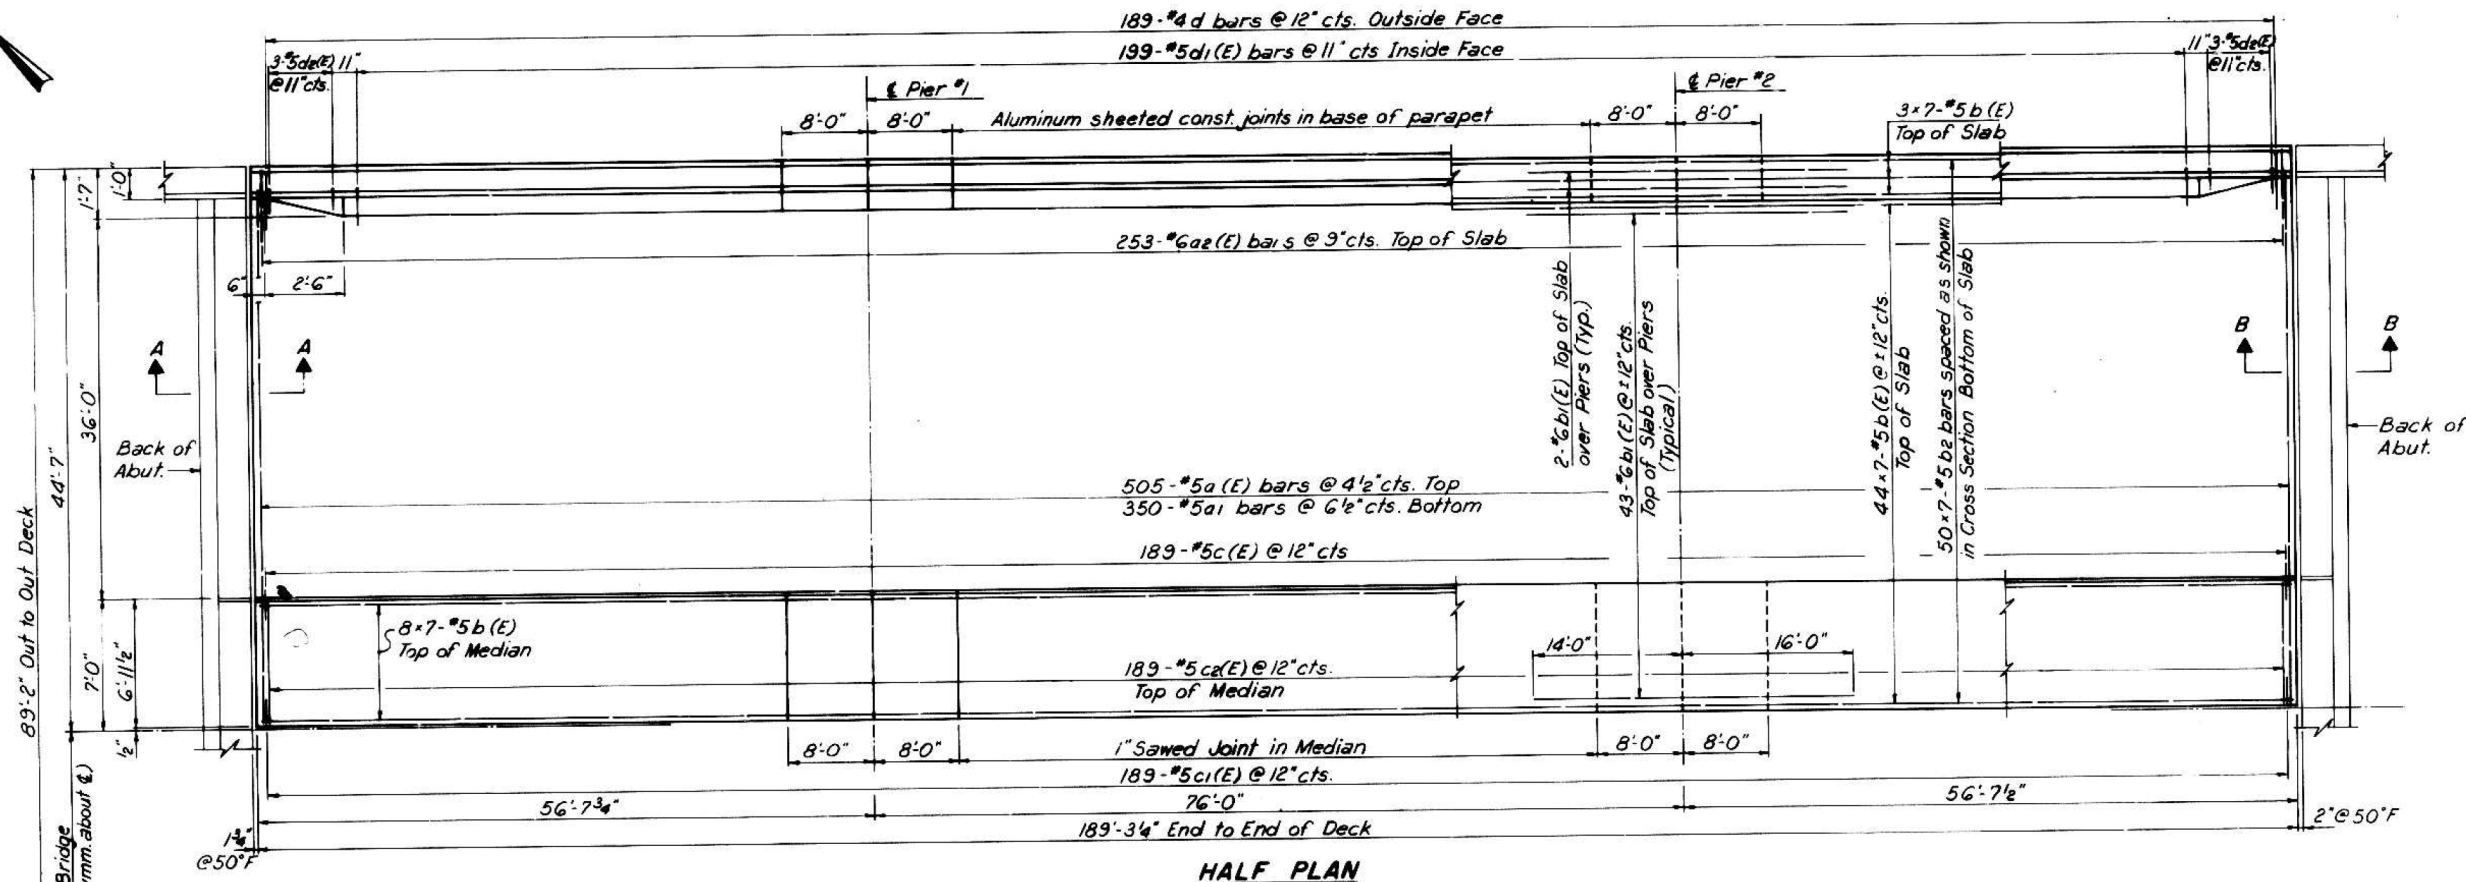 189-#4 d bars @ 12" cts. Outside Face
199-#5d1(E) bars @ 11" cts Inside Face
3-#5d2(E) 11"
@11"cts.
11" 3-#5d2(E)
@11"cts.
℄ Pier #1
℄ Pier #2
8'-0"
8'-0"
Aluminum sheeted const. joints in base of parapet
8'-0"
8'-0"
3×7-#5b(E)
Top of Slab
1'-7"
1'-0"
253-#6a2(E) bars @ 9"cts. Top of Slab
6"
2'-6"
A
A
B
B
2-#6b1(E) Top of Slab
over Piers (Typ.)
43-#6b1(E)@±12"cts.
Top of Slab over Piers
(Typical)
44×7-#5b(E)@±12"cts.
Top of Slab
50×7-#5b2 bars spaced as shown
in Cross Section Bottom of Slab
89'-2" Out to Out Deck
44'-7"
36'-0"
Back of
Abut.
Back of
Abut.
505-#5a(E) bars @ 4½"cts. Top
350-#5a1 bars @ 6½"cts. Bottom
189-#5c(E) @ 12"cts
7'-0"
6'-11½"
½"
8×7-#5b(E)
Top of Median
189-#5c2(E)@12"cts.
Top of Median
14'-0"
16'-0"
8'-0"
8'-0"
1" Sawed Joint in Median
8'-0"
8'-0"
189-#5c1(E) @ 12"cts.
56'-7¾"
76'-0"
56'-7½"
189'-3¼" End to End of Deck
1¾"
@50°F
2"@50°F
Bridge
mm. about ℄)
HALF PLAN